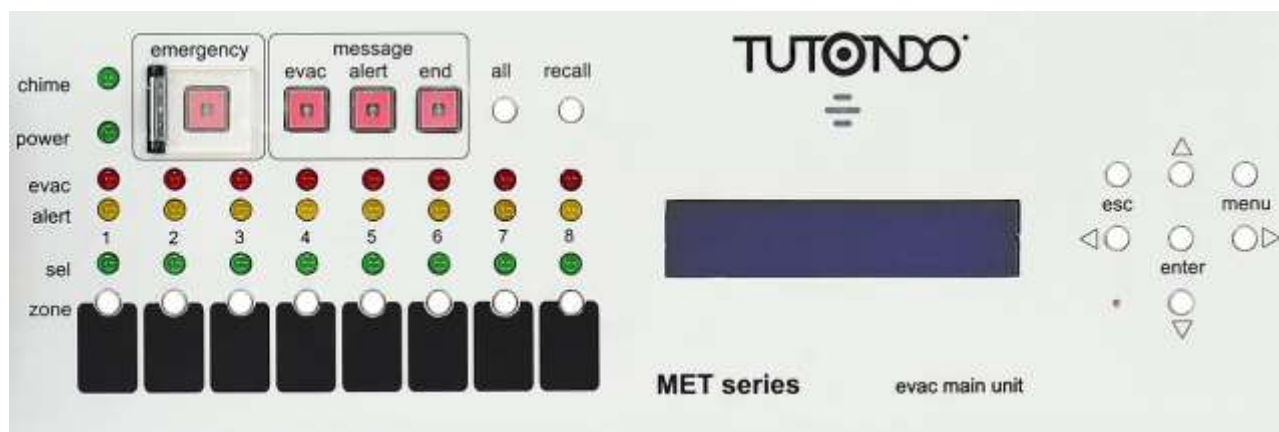 TUTONDO
emergency
message
evac alert end all recall
chime
power
evac
alert
1 2 3 4 5 6 7 8
sel
zone
esc
menu
enter
MET series
evac main unit